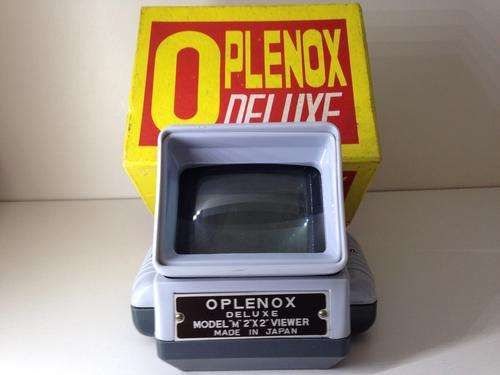 OPLENOX
DELUXE
OPLENOX
DELUXE
MODEL "M" 2"X2" VIEWER
MADE IN JAPAN